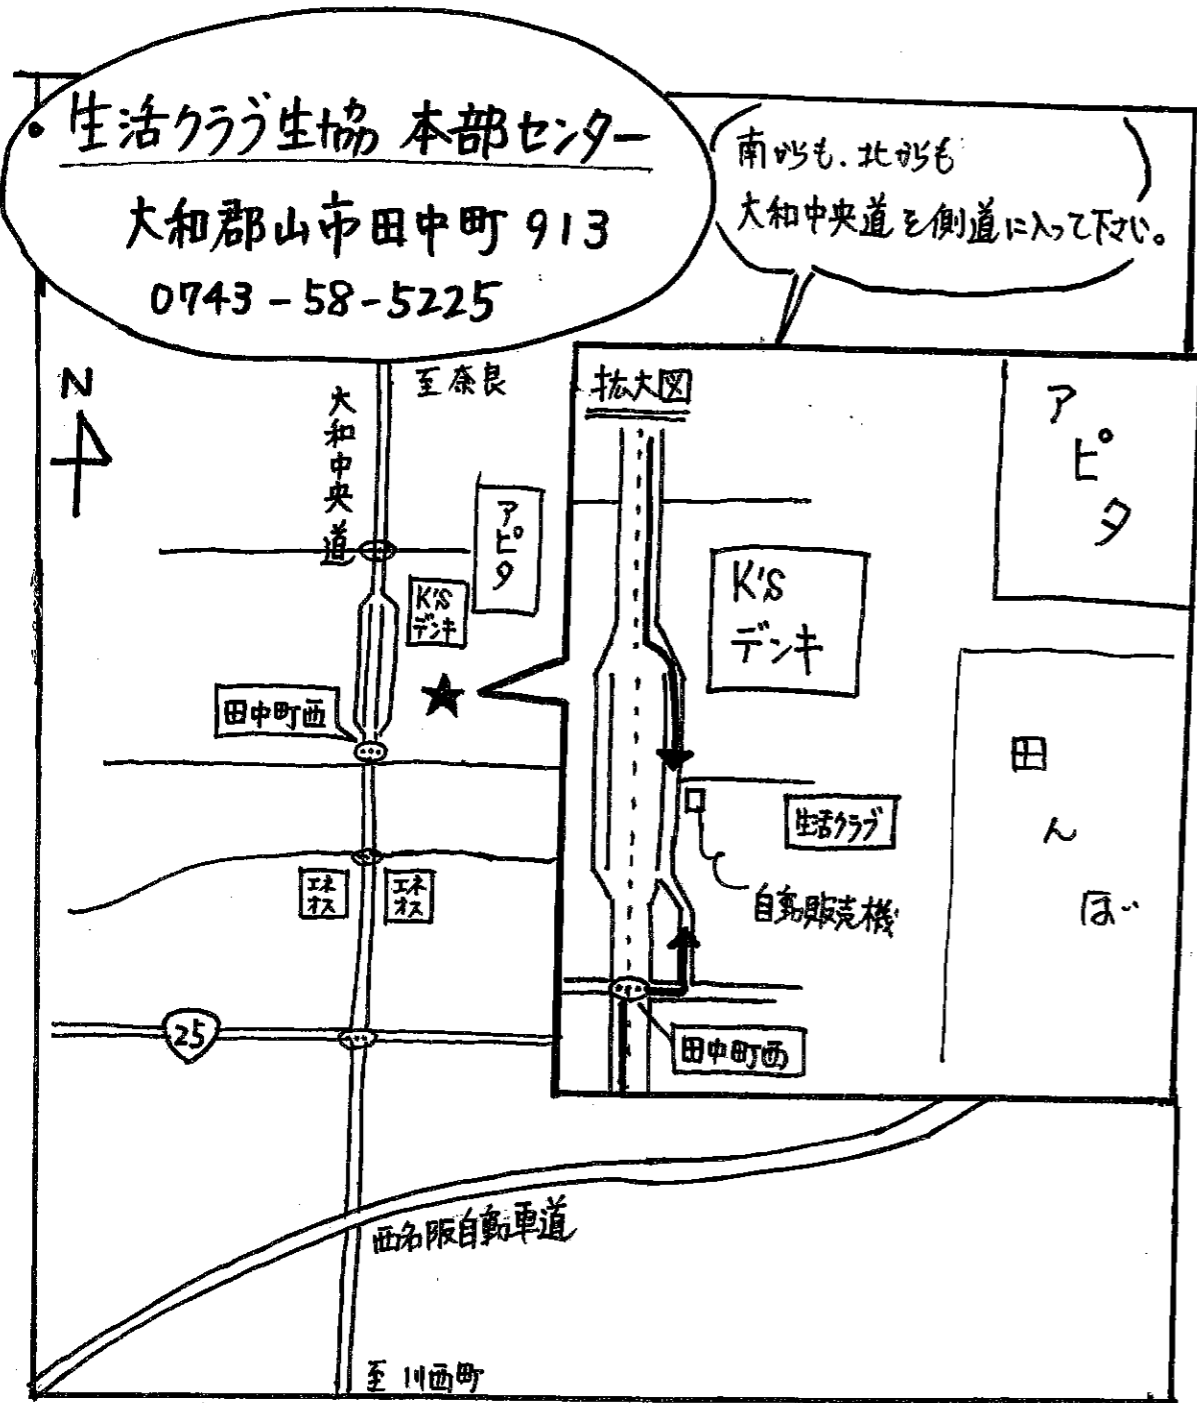 ・生活クラブ生協 本部センター
大和郡山市田中町 913
0743-58-5225
南からも、北からも
大和中央道を側道に入って下さい。
N
大和中央道
至奈良
アピタ
K'S
デンキ
田中町西
エネ
オス
エネ
オス
25
西名阪自動車道
至 川西町
拡大図
アピタ
K'S
デンキ
田んぼ
生活クラブ
自動販売機
田中町西